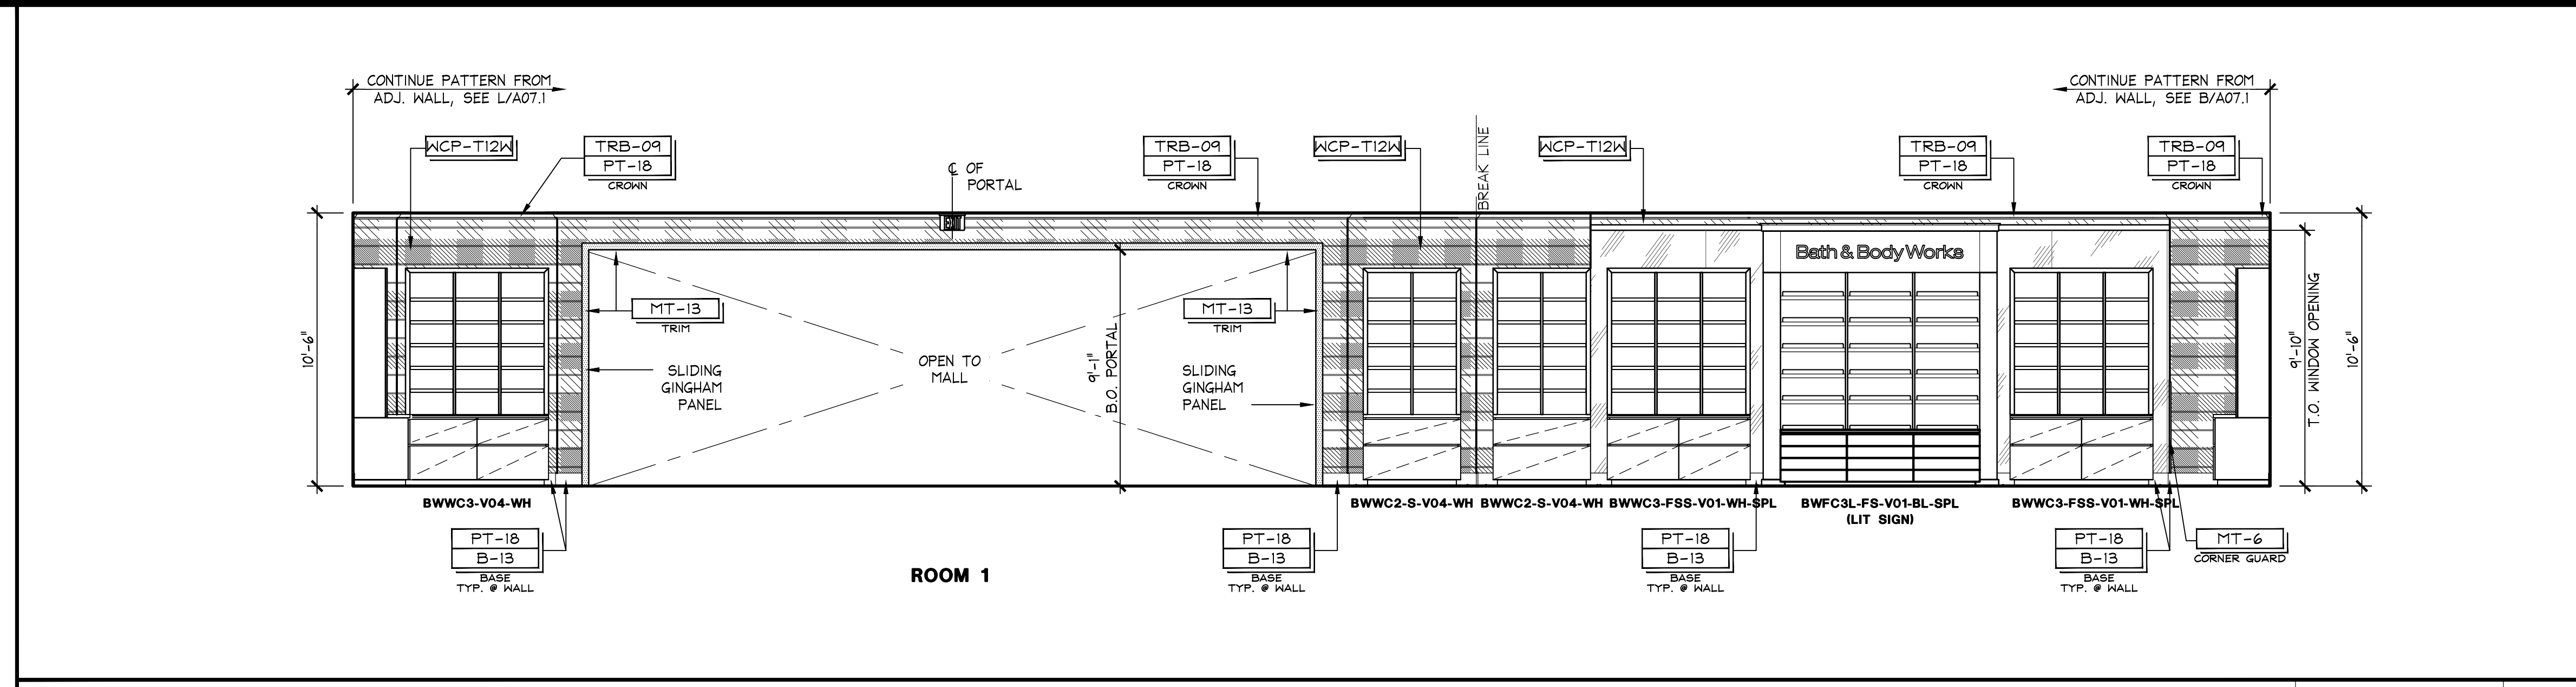 CONTINUE PATTERN FROM
ADJ. WALL, SEE L/A07.1
CONTINUE PATTERN FROM
ADJ. WALL, SEE B/A07.1
WCP-T12W
TRB-09
PT-18
CROWN
℄ OF
PORTAL
TRB-09
PT-18
CROWN
WCP-T12W
BREAK LINE
WCP-T12W
TRB-09
PT-18
CROWN
TRB-09
PT-18
CROWN
EXIT
10'-6"
MT-13
TRIM
SLIDING
GINGHAM
PANEL
OPEN TO
MALL
9'-1"
B.O. PORTAL
MT-13
TRIM
SLIDING
GINGHAM
PANEL
Bath & Body Works
9'-10"
T.O. WINDOW OPENING
10'-6"
BWWC3-V04-WH
BWWC2-S-V04-WH
BWWC2-S-V04-WH
BWWC3-FSS-V01-WH-SPL
BWFC3L-FS-V01-BL-SPL
(LIT SIGN)
BWWC3-FSS-V01-WH-SPL
PT-18
B-13
BASE
TYP. @ WALL
ROOM 1
PT-18
B-13
BASE
TYP. @ WALL
PT-18
B-13
BASE
TYP. @ WALL
PT-18
B-13
BASE
TYP. @ WALL
MT-6
CORNER GUARD